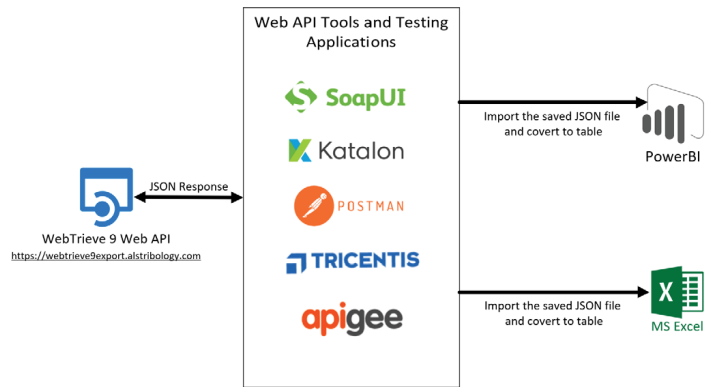 Web API Tools and Testing
Applications
SoapUI
Katalon
POSTMAN
TRICENTIS
apigee
JSON Response
WebTrieve 9 Web API
https://webtrieve9export.alstribology.com
Import the saved JSON file
and covert to table
PowerBI
Import the saved JSON file
and covert to table
X
MS Excel